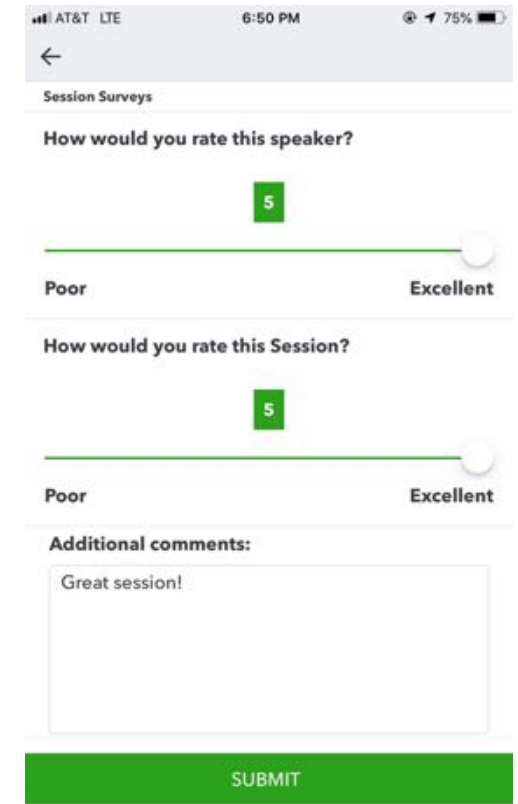 AT&T LTE 6:50 PM 75%
Session Surveys
How would you rate this speaker?
5
Poor Excellent
How would you rate this Session?
5
Poor Excellent
Additional comments:
Great session!
SUBMIT